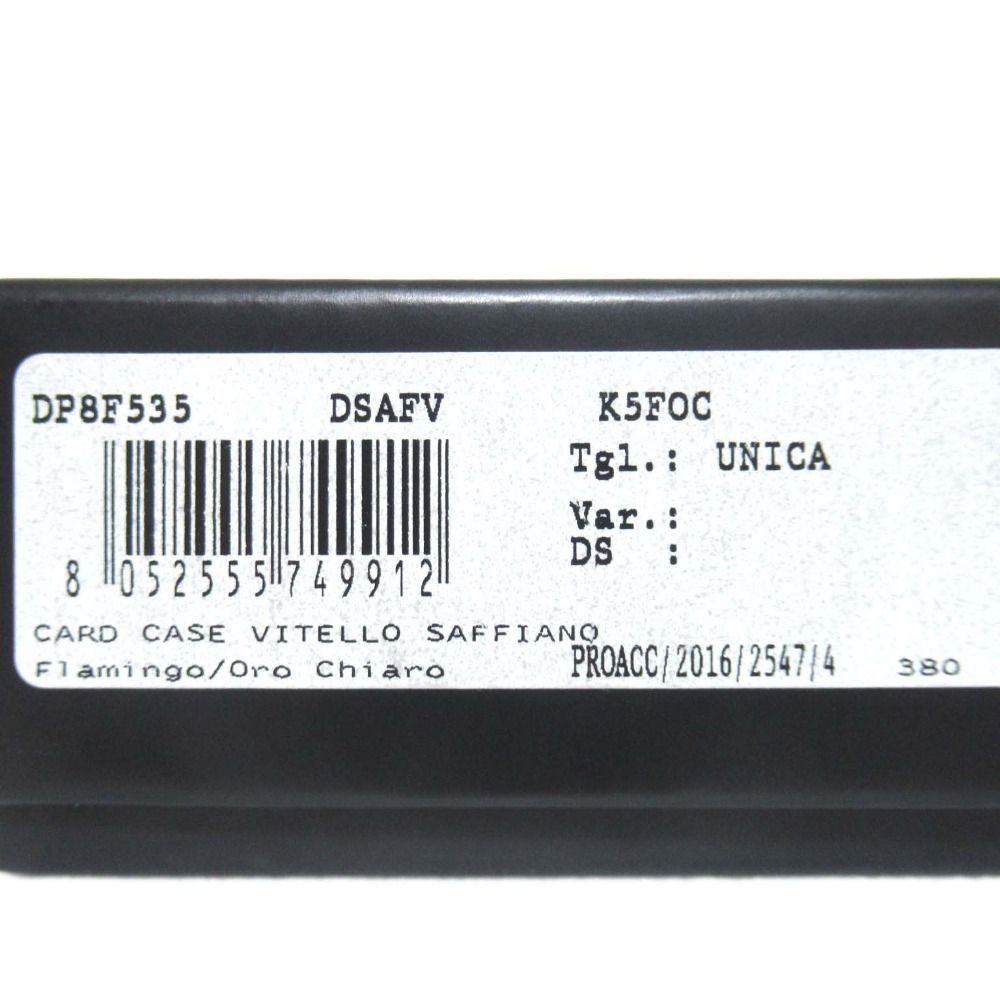 DP8F535 DSAFV K5FOC
Tgl.: UNICA
Var.:
DS :
8 052555 749912
CARD CASE VITELLO SAFFIANO
Flamingo/Oro Chiaro
PROACC/2016/2547/4 380